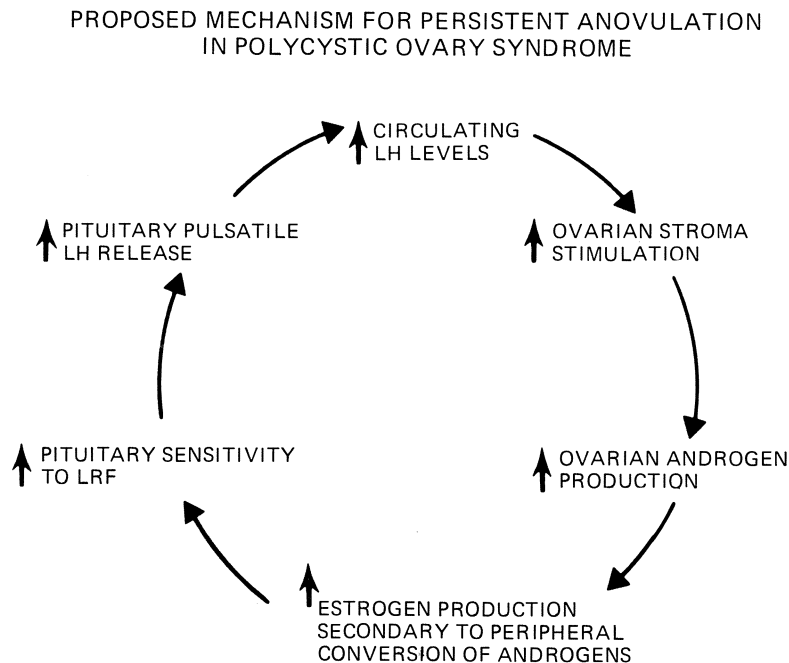 PROPOSED MECHANISM FOR PERSISTENT ANOVULATION
IN POLYCYSTIC OVARY SYNDROME
CIRCULATING
LH LEVELS
OVARIAN STROMA
STIMULATION
OVARIAN ANDROGEN
PRODUCTION
ESTROGEN PRODUCTION
SECONDARY TO PERIPHERAL
CONVERSION OF ANDROGENS
PITUITARY SENSITIVITY
TO LRF
PITUITARY PULSATILE
LH RELEASE